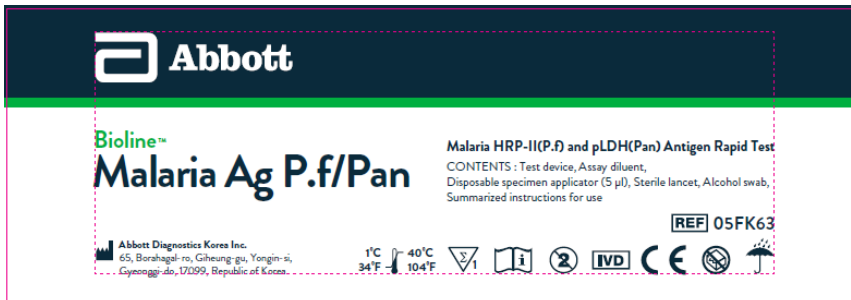 Abbott
Bioline™
Malaria Ag P.f/Pan
Malaria HRP-II(P.f) and pLDH(Pan) Antigen Rapid Test
CONTENTS : Test device, Assay diluent,
Disposable specimen applicator (5 µl), Sterile lancet, Alcohol swab,
Summarized instructions for use
REF 05FK63
Abbott Diagnostics Korea Inc.
65, Borahagal-ro, Giheung-gu, Yongin-si,
Gyeonggi-do, 17099, Republic of Korea
1°C 40°C
34°F 104°F
Σ 1
i
2
IVD
CE